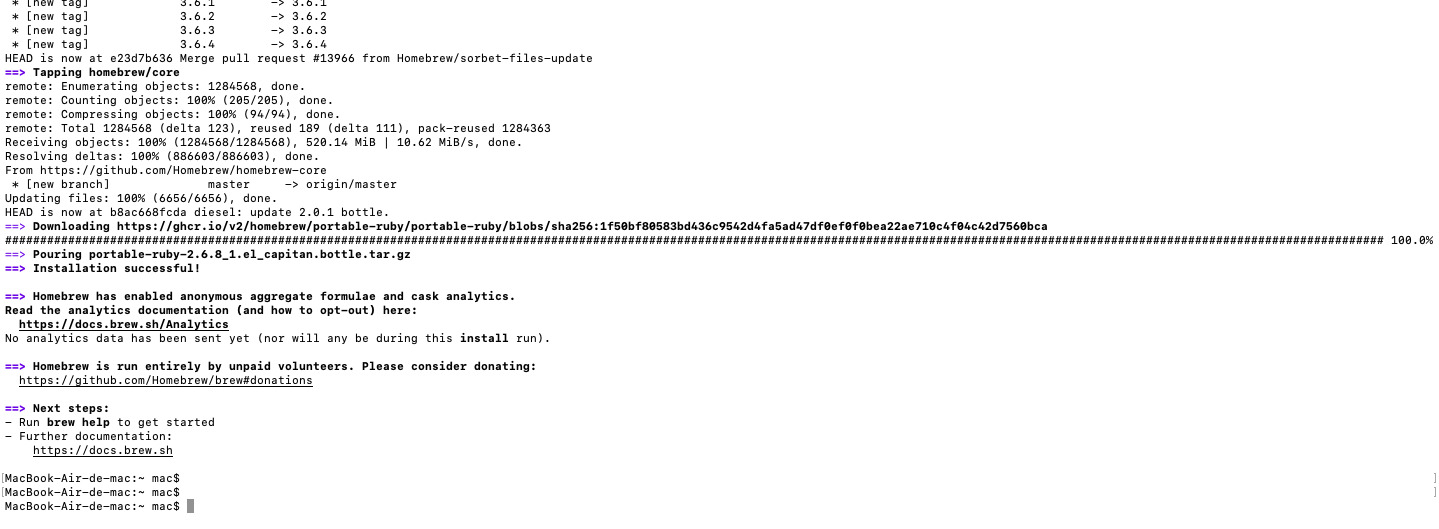 * [new tag] 3.6.1 -> 3.6.1
* [new tag] 3.6.2 -> 3.6.2
* [new tag] 3.6.3 -> 3.6.3
* [new tag] 3.6.4 -> 3.6.4
HEAD is now at e23d7b636 Merge pull request #13966 from Homebrew/sorbet-files-update
==> Tapping homebrew/core
remote: Enumerating objects: 1284568, done.
remote: Counting objects: 100% (205/205), done.
remote: Compressing objects: 100% (94/94), done.
remote: Total 1284568 (delta 123), reused 189 (delta 111), pack-reused 1284363
Receiving objects: 100% (1284568/1284568), 520.14 MiB | 10.62 MiB/s, done.
Resolving deltas: 100% (886603/886603), done.
From https://github.com/Homebrew/homebrew-core
* [new branch] master -> origin/master
Updating files: 100% (6656/6656), done.
HEAD is now at b8ac668fcda diesel: update 2.0.1 bottle.
==> Downloading https://ghcr.io/v2/homebrew/portable-ruby/portable-ruby/blobs/sha256:1f50bf80583bd436c9542d4fa5ad47df0ef0f0bea22ae710c4f04c42d7560bca
##################################################################################################################################################################################################### 100.0%
==> Pouring portable-ruby-2.6.8_1.el_capitan.bottle.tar.gz
==> Installation successful!
==> Homebrew has enabled anonymous aggregate formulae and cask analytics.
Read the analytics documentation (and how to opt-out) here:
https://docs.brew.sh/Analytics
No analytics data has been sent yet (nor will any be during this install run).
==> Homebrew is run entirely by unpaid volunteers. Please consider donating:
https://github.com/Homebrew/brew#donations
==> Next steps:
- Run brew help to get started
- Further documentation:
https://docs.brew.sh
[MacBook-Air-de-mac:~ mac$ ]
[MacBook-Air-de-mac:~ mac$ ]
MacBook-Air-de-mac:~ mac$